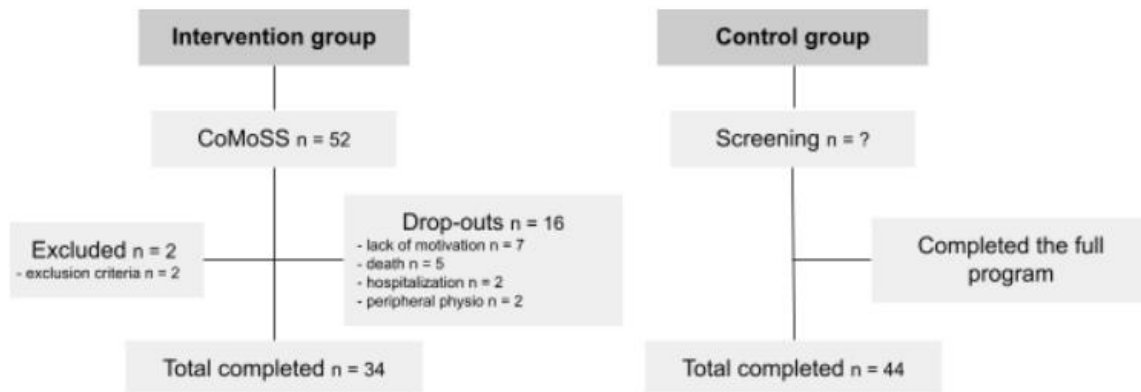 Intervention group
CoMoSS n = 52
Excluded n = 2
- exclusion criteria n = 2
Drop-outs n = 16
- lack of motivation n = 7
- death n = 5
- hospitalization n = 2
- peripheral physio n = 2
Total completed n = 34
Control group
Screening n = ?
Completed the full
program
Total completed n = 44